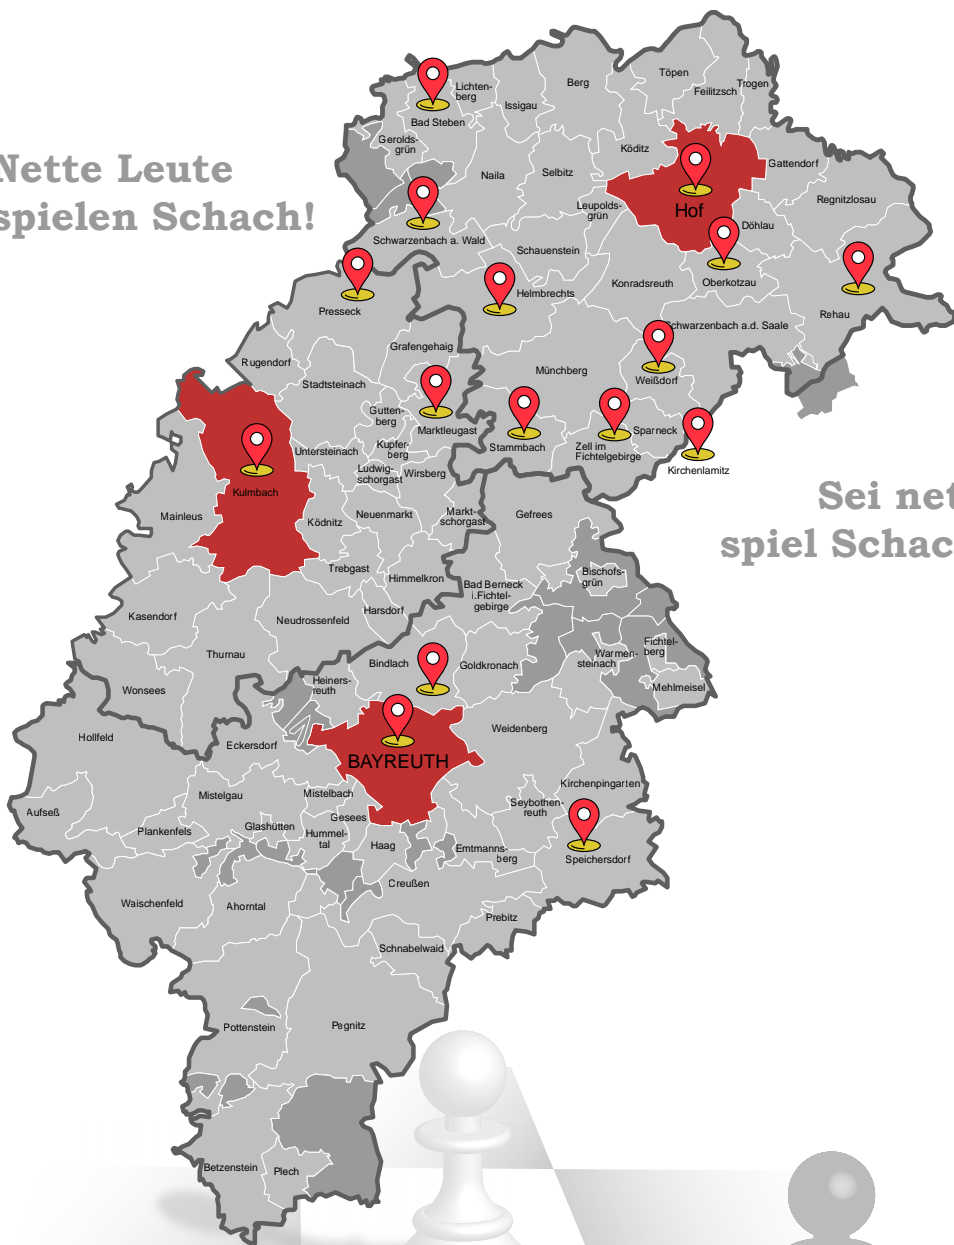 Lichten-
berg
Bad Steben
Issigau
Berg
Töpen
Feilitzsch
Trogen
Gerolds-
grün
Nette Leute
spielen Schach!
Naila
Selbitz
Köditz
Gattendorf
Regnitzlosau
Leupolds-
grün
Hof
Döhlau
Schwarzenbach a. Wald
Schauenstein
Konradsreuth
Oberkotzau
Presseck
Helmbrechts
Rehau
Schwarzenbach a.d. Saale
Rugendorf
Grafengehaig
Stadtsteinach
Münchberg
Weißdorf
Gutten-
berg
Marktleugast
Stammbach
Zell im
Fichtelgebirge
Sparneck
Kirchenlamitz
Kupfer-
berg
Untersteinach
Ludwig-
schorgast
Wirsberg
Kulmbach
Mainleus
Ködnitz
Neuenmarkt
Markt-
schorgast
Gefrees
Sei net
spiel Schac
Trebgast
Himmelkron
Bad Berneck
i.Fichtel-
gebirge
Bischofs-
grün
Kasendorf
Neudrossenfeld
Harsdorf
Thurnau
Bindlach
Goldkronach
Warmen-
steinach
Fichtel-
berg
Mehlmeisel
Wonsees
Heiners-
reuth
Hollfeld
Eckersdorf
Weidenberg
BAYREUTH
Kirchenpingarten
Mistelgau
Mistelbach
Seybothen-
reuth
Aufseß
Plankenfels
Glashütten
Gesees
Hummel-
tal
Haag
Emtmanns-
berg
Speichersdorf
Creußen
Waischenfeld
Ahorntal
Prebitz
Schnabelwaid
Pottenstein
Pegnitz
Betzenstein
Plech